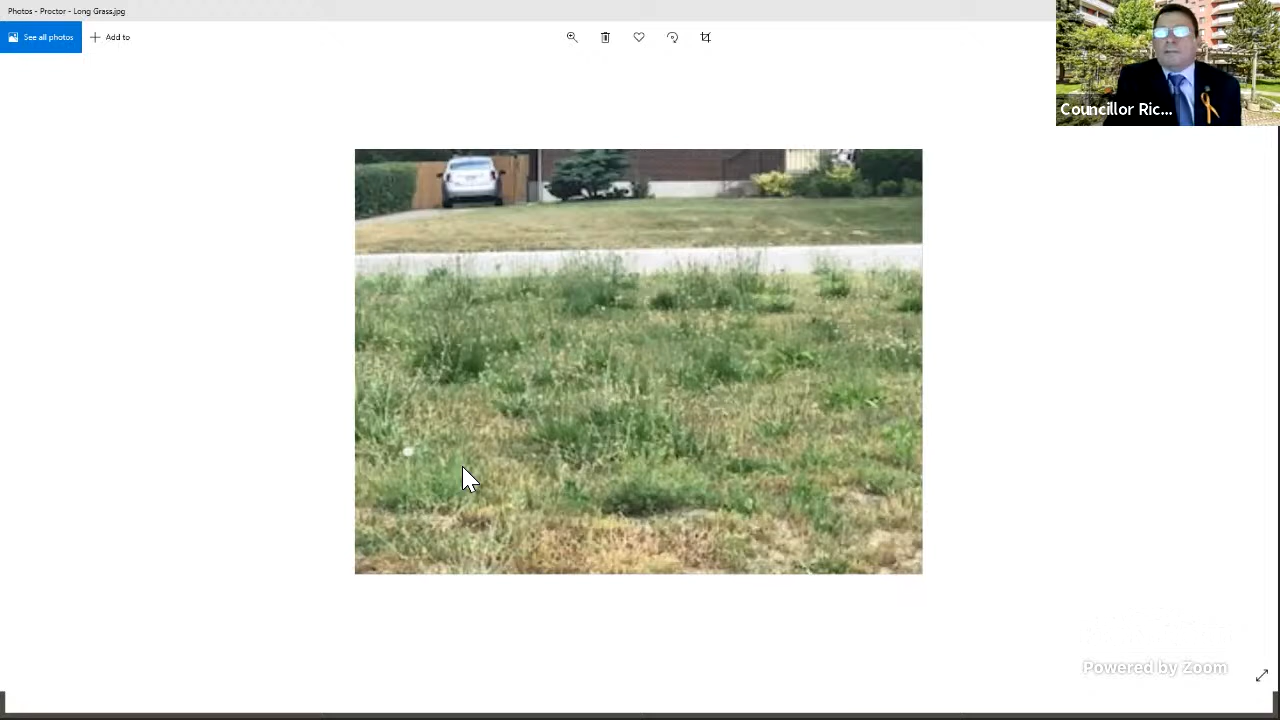 Photos - Proctor - Long Grass.jpg
See all photos
Add to
Councillor Ric...
Powered by Zoom